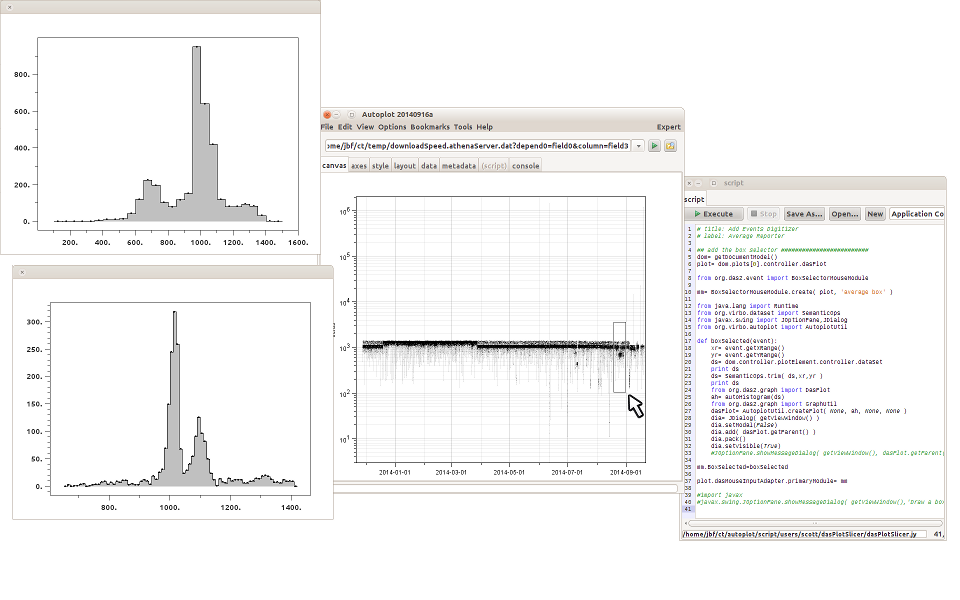 ×
800.
600.
400.
200.
0.
200. 400. 600. 800. 1000. 1200. 1400. 1600.
×
300.
250.
200.
150.
100.
50.
0.
800. 1000. 1200. 1400.
Autoplot 20140916a
File Edit View Options Bookmarks Tools Help Expert
me/jbf/ct/temp/downloadSpeed.athenaServer.dat?depend0=field0&column=field3
canvas axes style layout data metadata (script) console
10⁶
10⁵
10⁴
10³
10²
10¹
2014-01-01 2014-03-01 2014-05-01 2014-07-01 2014-09-01
script
script
Execute Stop Save As... Open... New Application Co
1 # title: Add Events Digitizer
2 # label: Average Reporter
3
4 ## add the box selector
5 dom= getDocumentModel()
6 plot= dom.plots[0].controller.dasPlot
7
8 from org.das2.event import BoxSelectorMouseModule
9
10 mm= BoxSelectorMouseModule.create( plot, 'average box' )
11
12 from java.lang import Runtime
13 from org.virbo.dataset import SemanticOps
14 from javax.swing import JOptionPane,JDialog
15 from org.virbo.autoplot import AutoplotUtil
16
17 def boxSelected(event):
18 xr= event.getXRange()
19 yr= event.getYRange()
20 ds= dom.controller.plotElement.controller.dataSet
21 print ds
22 ds= SemanticOps.trim( ds,xr,yr )
23 print ds
24 from org.das2.graph import DasPlot
25 ah= autoHistogram(ds)
26 from org.das2.graph import GraphUtil
27 dasPlot= AutoplotUtil.createPlot( None, ah, None, None )
28 dia= JDialog( getViewWindow() )
29 dia.setModal(False)
30 dia.add( dasPlot.getParent() )
31 dia.pack()
32 dia.setVisible(True)
33 #JOptionPane.showMessageDialog( getViewWindow(), dasPlot.getParent(
34
35 mm.BoxSelected=boxSelected
36
37 plot.dasMouseInputAdapter.primaryModule= mm
38
39 #import javax
40 #javax.swing.JOptionPane.showMessageDialog( getViewWindow(),'Draw a box
41
/home/jbf/ct/autoplot/script/users/scott/dasPlotSlicer/dasPlotSlicer.jy 41,